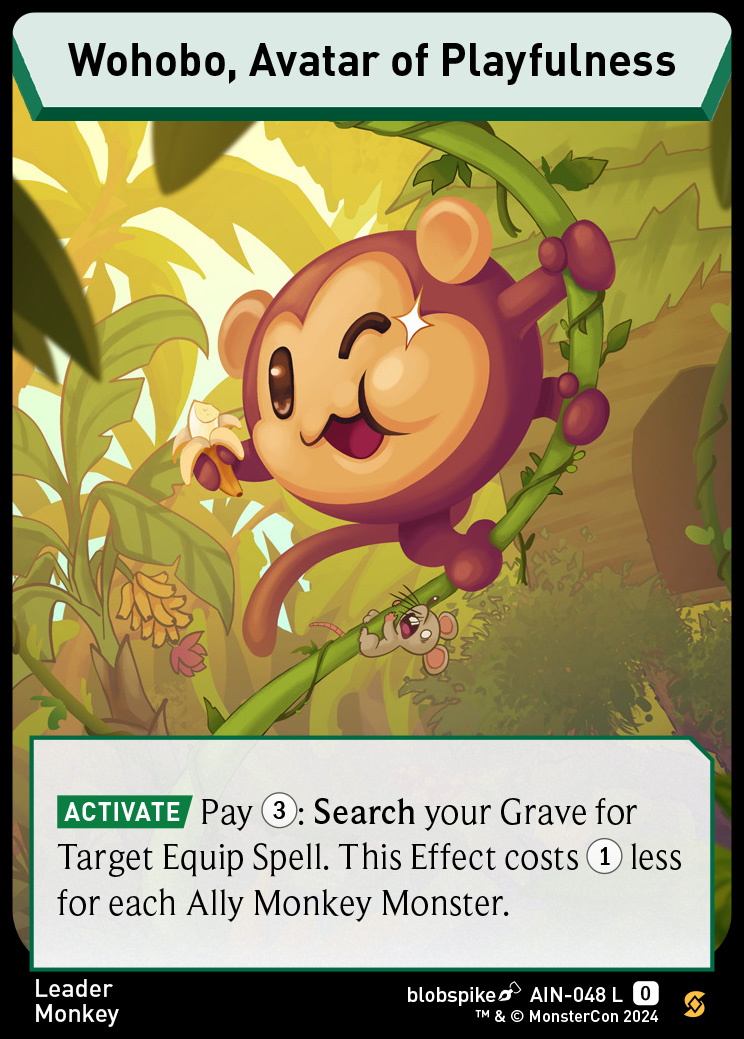 Wohobo, Avatar of Playfulness
ACTIVATE Pay 3: Search your Grave for
Target Equip Spell. This Effect costs 1 less
for each Ally Monkey Monster.
Leader
Monkey
blobspike AIN-048 L 0
™ & © MonsterCon 2024